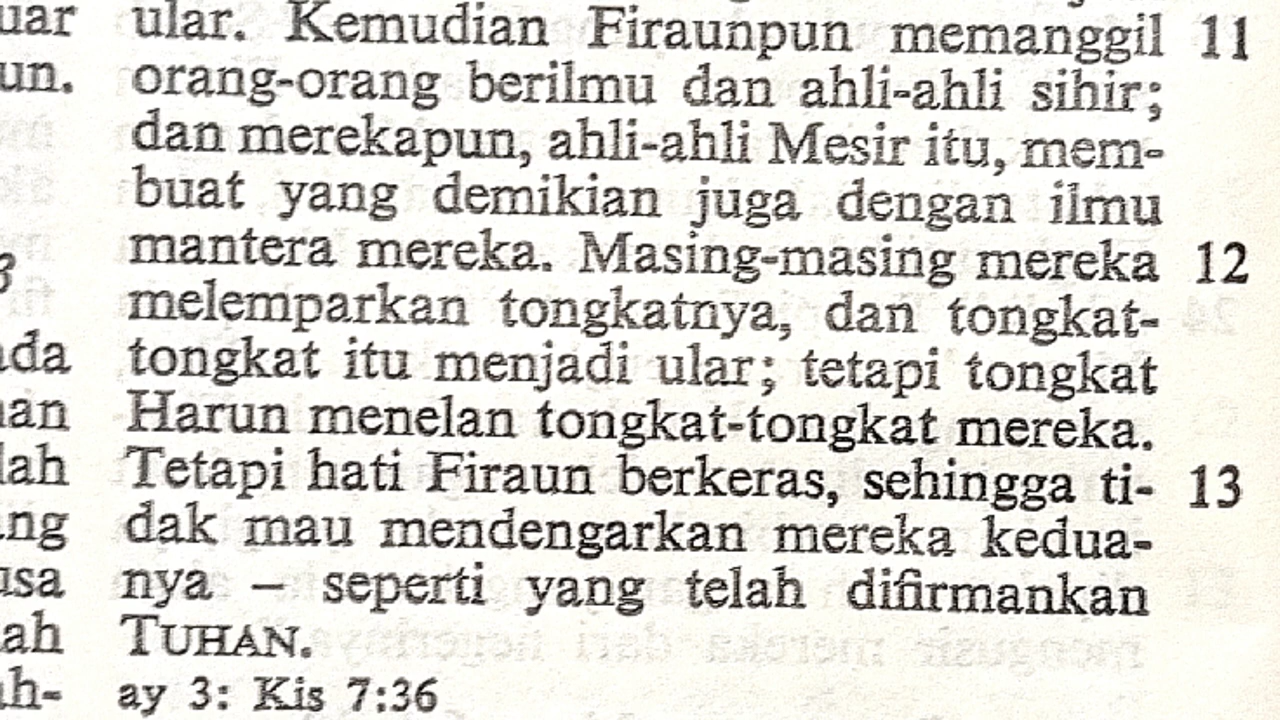 ular. Kemudian Firaunpun memanggil 11
orang-orang berilmu dan ahli-ahli sihir;
dan merekapun, ahli-ahli Mesir itu, mem-
buat yang demikian juga dengan ilmu
mantera mereka. Masing-masing mereka 12
melemparkan tongkatnya, dan tongkat-
tongkat itu menjadi ular; tetapi tongkat
Harun menelan tongkat-tongkat mereka.
Tetapi hati Firaun berkeras, sehingga ti- 13
dak mau mendengarkan mereka kedua-
nya – seperti yang telah difirmankan
TUHAN.
ay 3: Kis 7:36